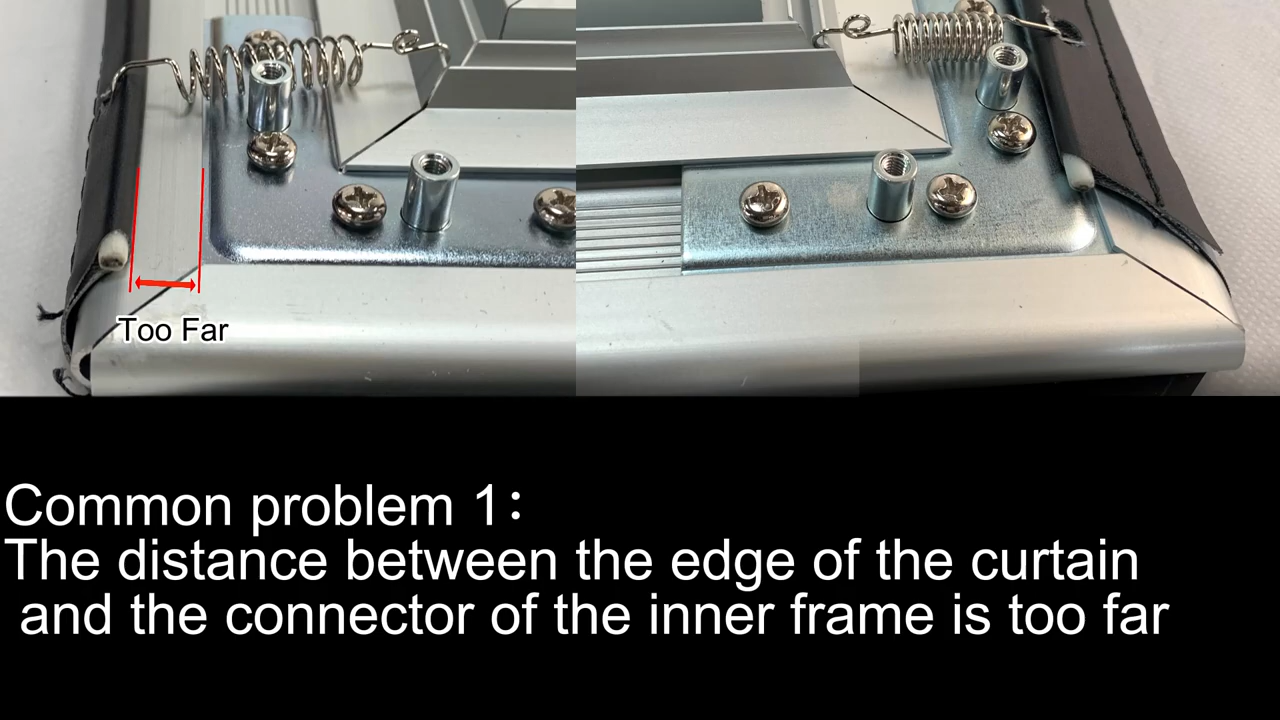 Too Far
Common problem 1:
The distance between the edge of the curtain
and the connector of the inner frame is too far